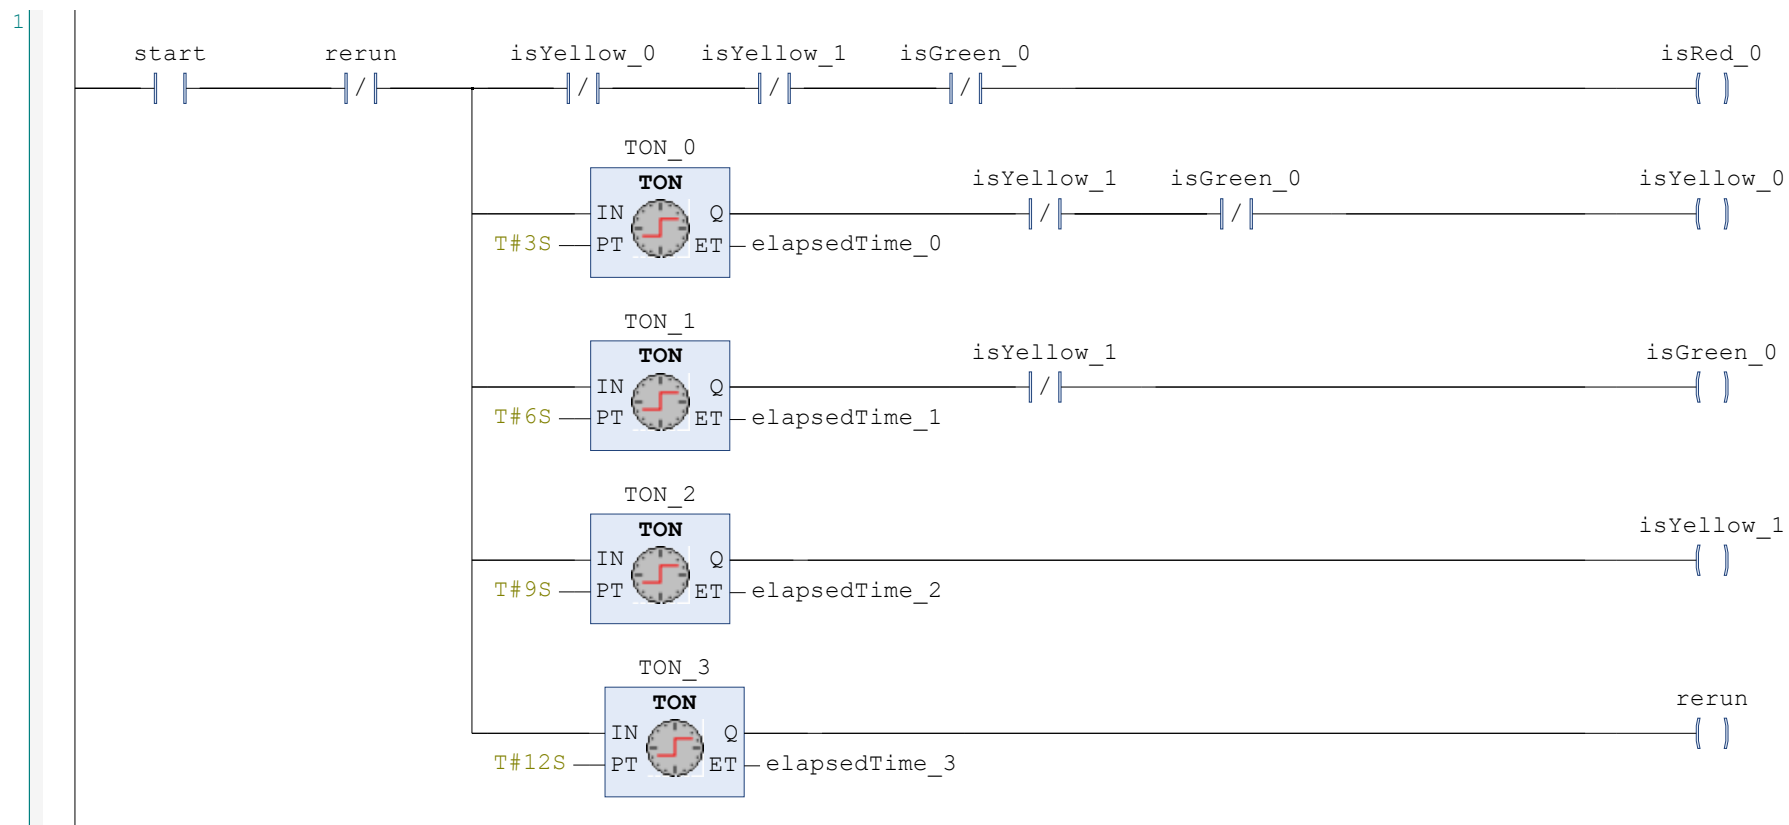 1
start rerun isYellow_0 isYellow_1 isGreen_0 isRed_0
/ / / /
TON_0
TON
isYellow_1 isGreen_0 isYellow_0
IN Q / /
T#3S PT ET elapsedTime_0
TON_1
TON
isYellow_1 isGreen_0
IN Q /
T#6S PT ET elapsedTime_1
TON_2
TON
isYellow_1
IN Q
T#9S PT ET elapsedTime_2
TON_3
TON
rerun
IN Q
T#12S PT ET elapsedTime_3